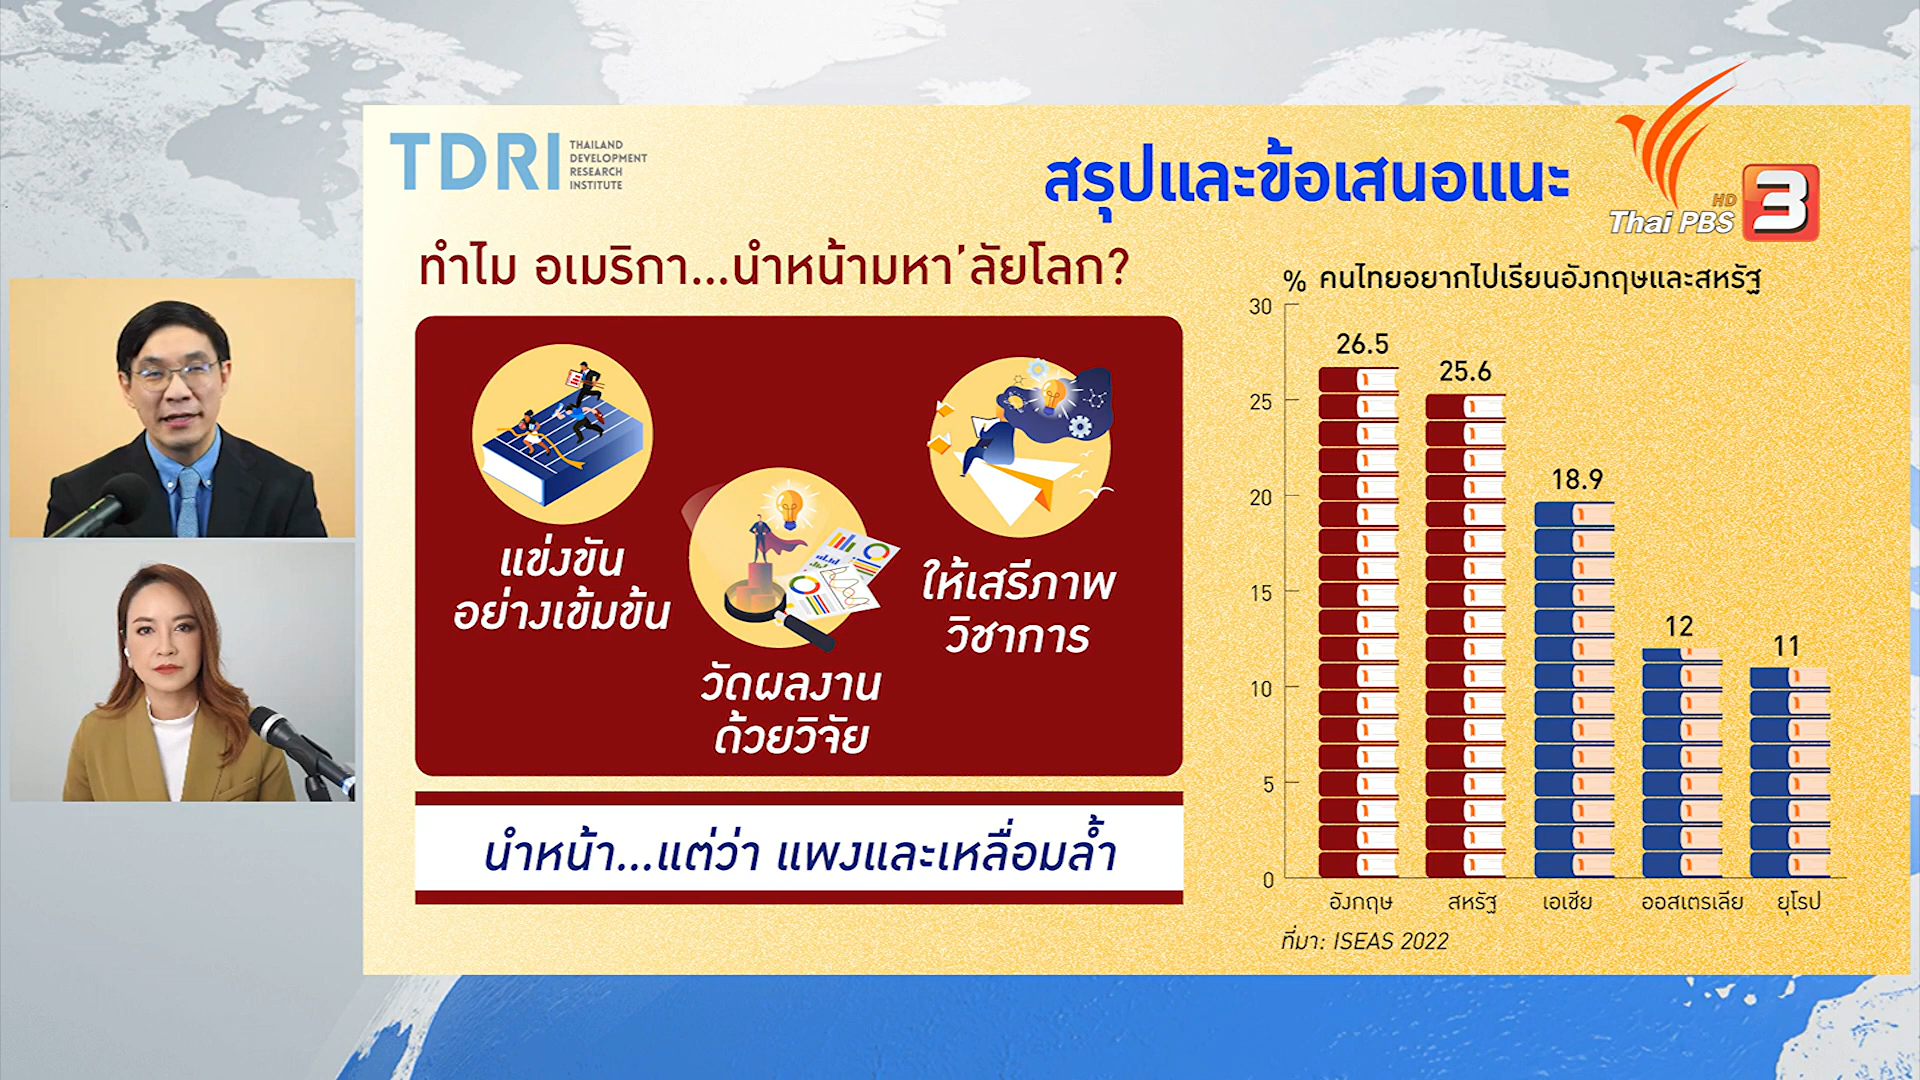 TDRI
THAILAND
DEVELOPMENT
RESEARCH
INSTITUTE
สรุปและข้อเสนอแนะ
HD
Thai PBS
3
ทำไม อเมริกา...นำหน้ามหา'ลัยโลก?
แข่งขัน
อย่างเข้มข้น
วัดผลงาน
ด้วยวิจัย
ให้เสรีภาพ
วิชาการ
นำหน้า...แต่ว่า แพงและเหลื่อมล้ำ
% คนไทยอยากไปเรียนอังกฤษและสหรัฐ
30
25
20
15
10
5
0
26.5
25.6
18.9
12
11
อังกฤษ
สหรัฐ
เอเชีย
ออสเตรเลีย
ยุโรป
ที่มา: ISEAS 2022